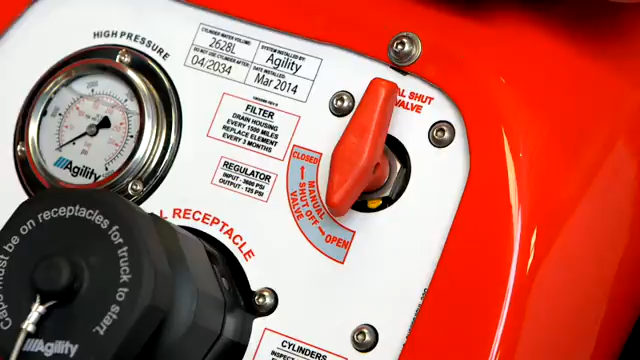 HIGH PRESSURE
CYLINDER WATER VOLUME:
2628L
SYSTEM INSTALLED BY:
Agility
DO NOT USE CYLINDER AFTER:
04/2034
DATE INSTALLED:
Mar 2014
FILTER
DRAIN HOUSING
EVERY 1500 MILES
REPLACE ELEMENT
EVERY 3 MONTHS
REGULATOR
INPUT - 3600 PSI
OUTPUT - 125 PSI
AL SHUT
VALVE
CLOSED
MANUAL
SHUT OFF
VALVE
OPEN
Agility
L RECEPTACLE
Caps must be on receptacles for truck to start.
Agility
CYLINDERS